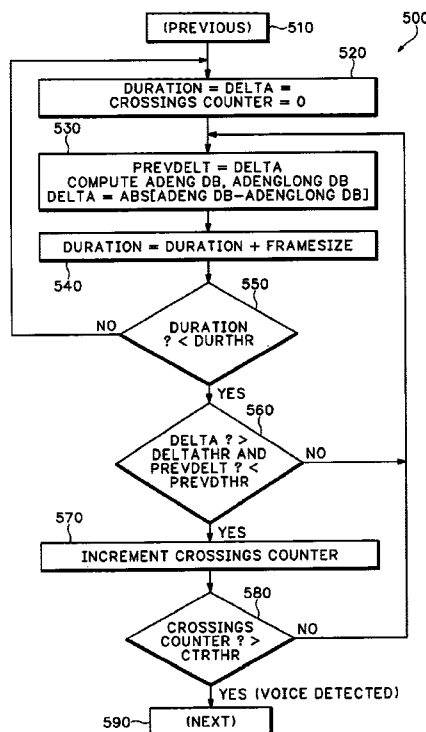 (PREVIOUS)
510
500
520
DURATION = DELTA =
CROSSINGS COUNTER = 0
530
PREVDELT = DELTA
COMPUTE ADENG DB, ADENGLONG DB
DELTA = ABS[ADENG DB-ADENGLONG DB]
DURATION = DURATION + FRAMESIZE
540
550
NO
DURATION
? < DURTHR
YES
560
DELTA ? >
DELTATHR AND
PREVDELT ? <
PREVDTHR
NO
570
YES
INCREMENT CROSSINGS COUNTER
580
CROSSINGS
COUNTER ? >
CTRTHR
NO
YES (VOICE DETECTED)
590
(NEXT)